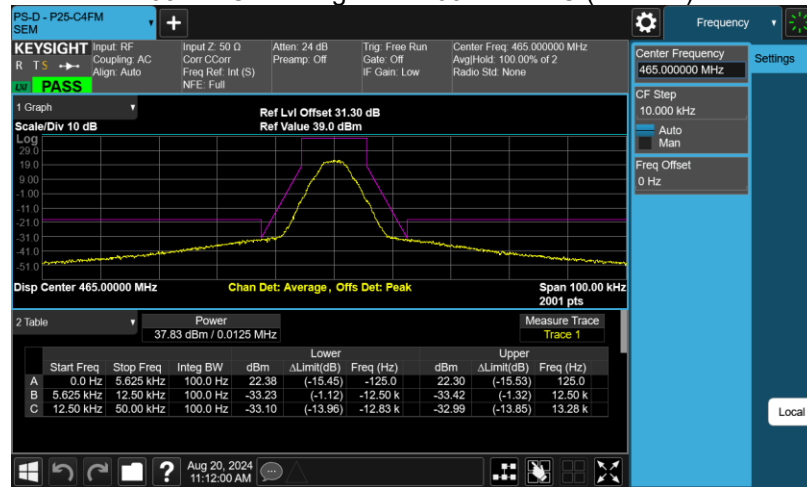 PS-D - P25-C4FM
SEM
Frequency
KEYSIGHT
R T S
LXI
PASS
Input: RF
Coupling: AC
Align: Auto
Input Z: 50 Ω
Corr CCorr
Freq Ref: Int (S)
NFE: Full
Atten: 24 dB
Preamp: Off
Trig: Free Run
Gate: Off
IF Gain: Low
Center Freq: 465.000000 MHz
Avg|Hold: 100.00% of 2
Radio Std: None
Center Frequency
465.000000 MHz
Settings
CF Step
10.000 kHz
Auto
Man
Freq Offset
0 Hz
1 Graph
Scale/Div 10 dB
Ref Lvl Offset 31.30 dB
Ref Value 39.0 dBm
Log
29.0
19.0
9.00
-1.00
-11.0
-21.0
-31.0
-41.0
-51.0
Disp Center 465.00000 MHz
Chan Det: Average , Offs Det: Peak
Span 100.00 kHz
2001 pts
2 Table
Power
37.83 dBm / 0.0125 MHz
Measure Trace
Trace 1
Lower Upper
Start Freq Stop Freq Integ BW dBm ΔLimit(dB) Freq (Hz) dBm ΔLimit(dB) Freq (Hz)
A 0.0 Hz 5.625 kHz 100.0 Hz 22.38 (-15.45) -125.0 22.30 (-15.53) 125.0
B 5.625 kHz 12.50 kHz 100.0 Hz -33.23 (-1.12) -12.50 k -33.42 (-1.32) 12.50 k
C 12.50 kHz 50.00 kHz 100.0 Hz -33.10 (-13.96) -12.83 k -32.99 (-13.85) 13.28 k
Local
Aug 20, 2024
11:12:00 AM